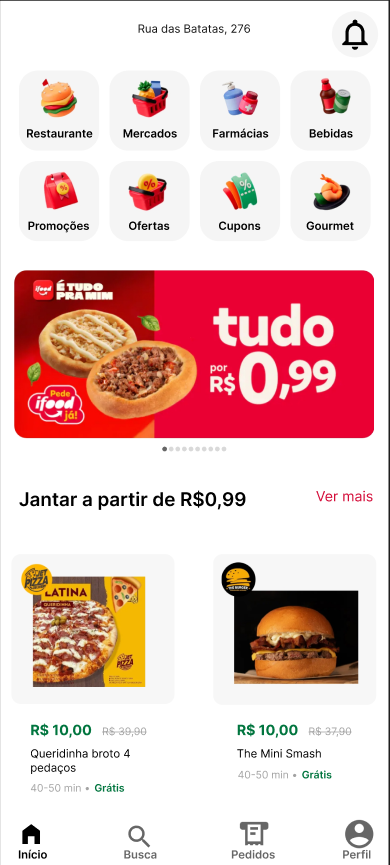 Rua das Batatas, 276
Restaurante
Mercados
Farmácias
Bebidas
Promoções
Ofertas
Cupons
Gourmet
ifood
É TUDO
PRA MIM
tudo
por
R$ 0,99
Pede
ifood
já!
Jantar a partir de R$0,99
Ver mais
LATINA
QUERIDINHA
PIZZA
R$ 10,00 R$ 39,90
Queridinha broto 4
pedaços
40-50 min • Grátis
R$ 10,00 R$ 37,90
The Mini Smash
40-50 min • Grátis
Início
Busca
Pedidos
Perfil